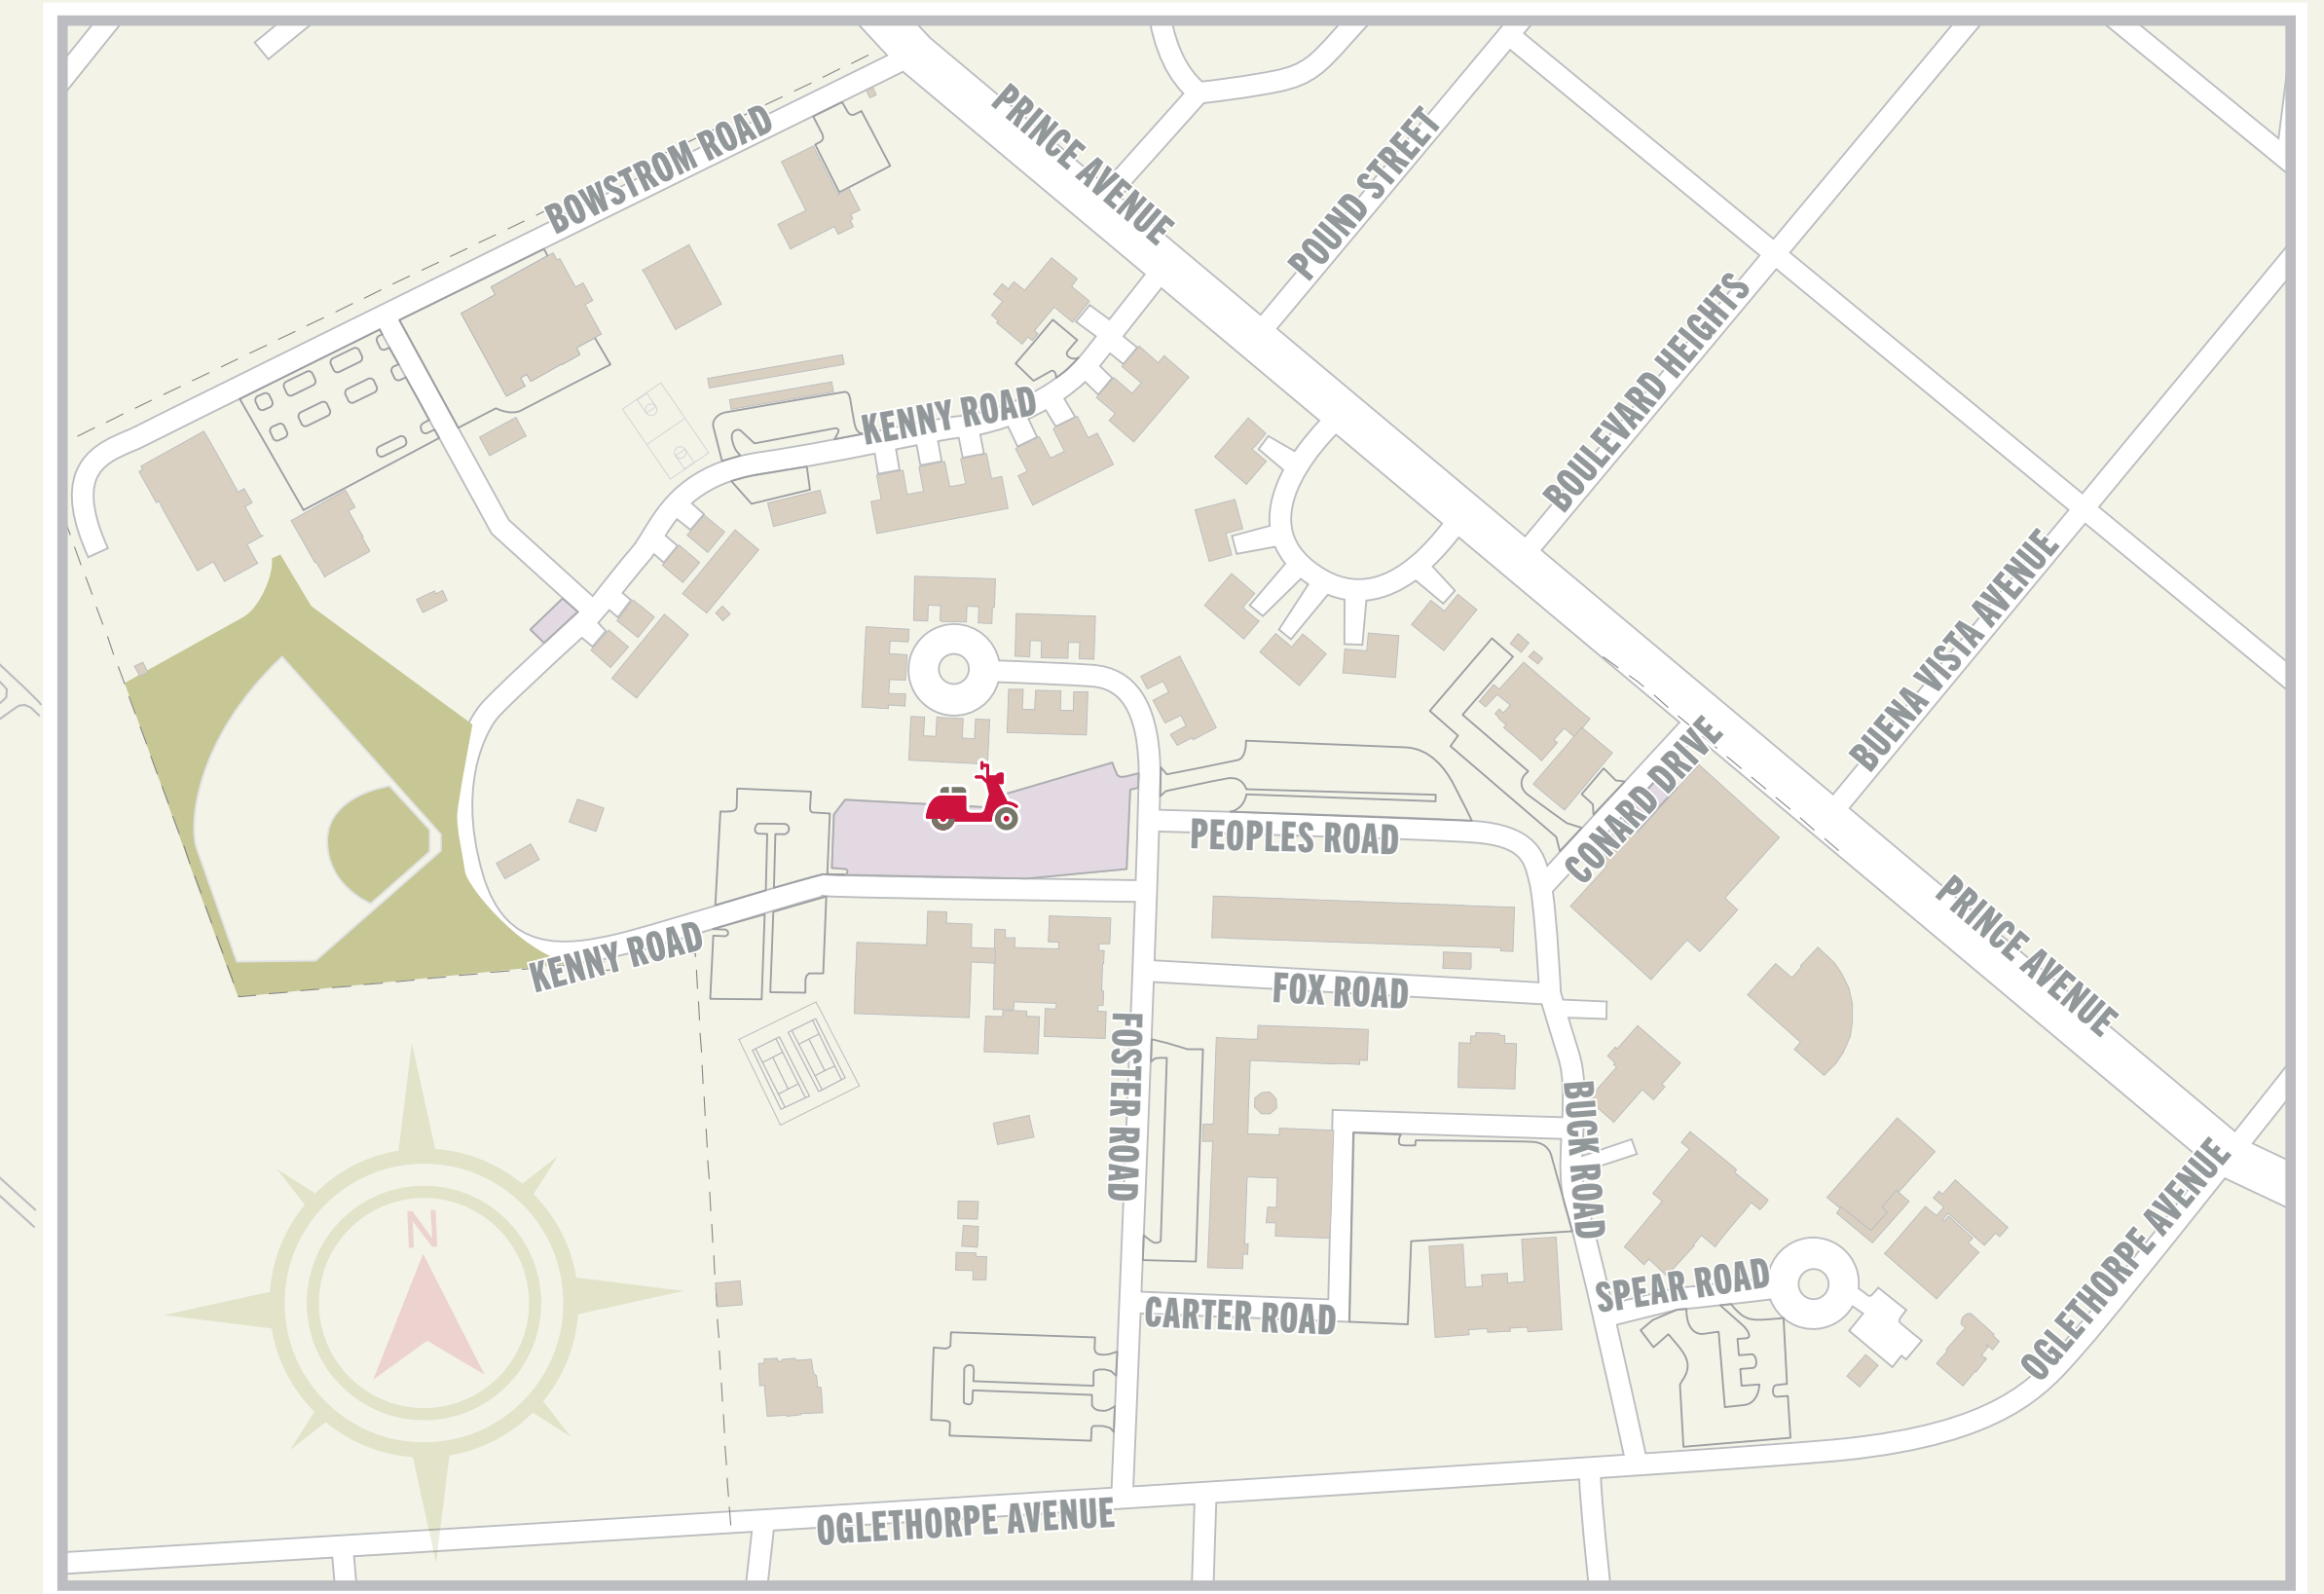 BOWSTROM ROAD
PRINCE AVENUE
POUND STREET
BOULEVARD HEIGHTS
KENNY ROAD
BUENA VISTA AVENUE
CONARD DRIVE
PEOPLES ROAD
PRINCE AVENUE
KENNY ROAD
FOX ROAD
FOSTER ROAD
BUCK ROAD
N
SPEAR ROAD
CARTER ROAD
OGLETHORPE AVENUE
OGLETHORPE AVENUE